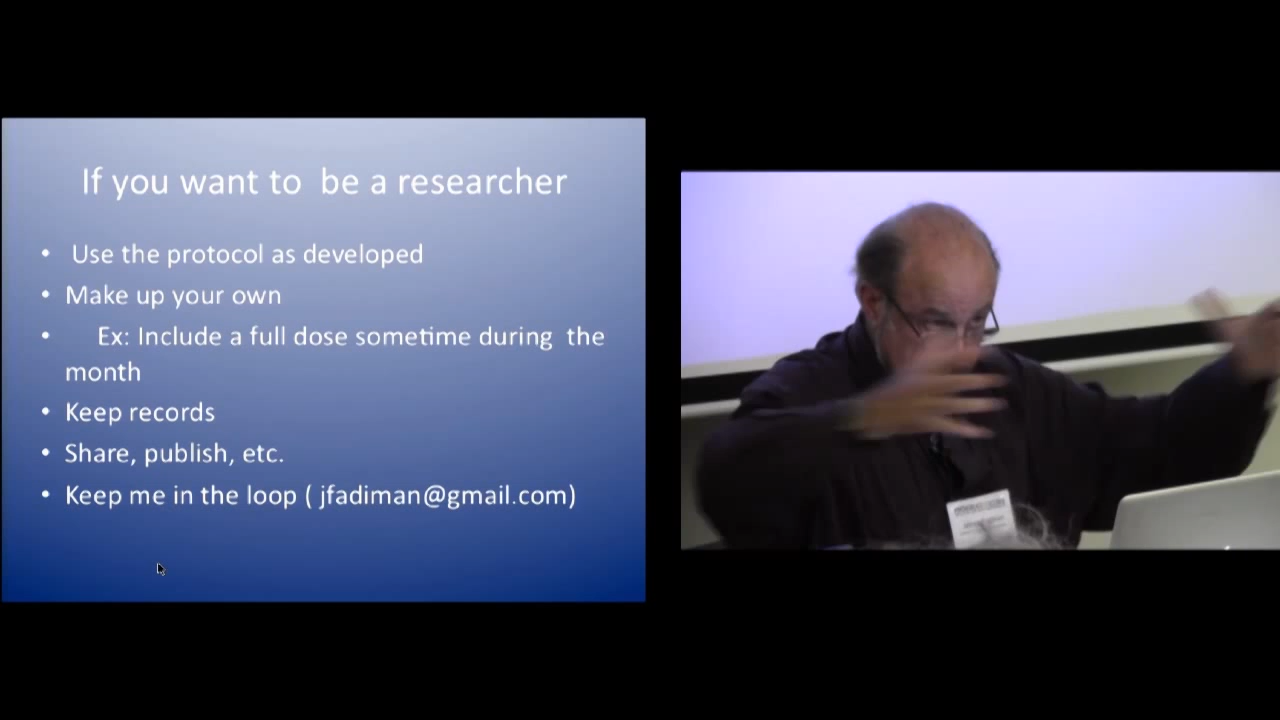 If you want to  be a researcher
• Use the protocol as developed
• Make up your own
• Ex: Include a full dose sometime during  the
month
• Keep records
• Share, publish, etc.
• Keep me in the loop ( jfadiman@gmail.com)